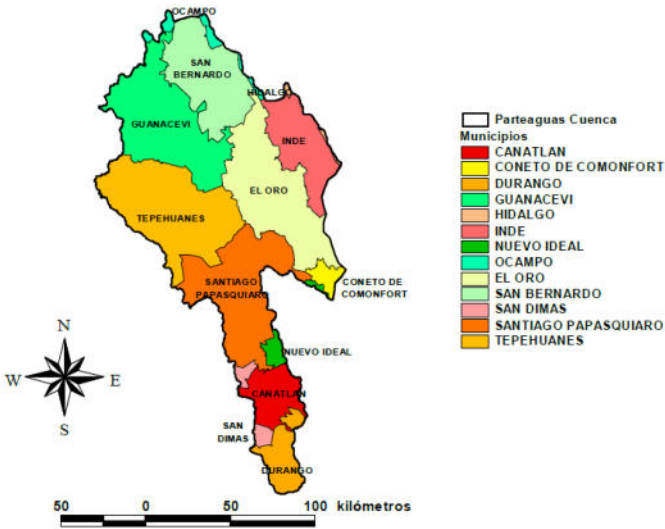 OCAMPO
SAN
BERNARDO
HIDALGO
GUANACEVI
INDE
EL ORO
TEPEHUANES
SANTIAGO
PAPASQUIARO
CONETO DE
COMONFORT
NUEVO IDEAL
CANATLAN
SAN
DIMAS
DURANGO
Parteaguas Cuenca
Municipios
CANATLAN
CONETO DE COMONFORT
DURANGO
GUANACEVI
HIDALGO
INDE
NUEVO IDEAL
OCAMPO
EL ORO
SAN BERNARDO
SAN DIMAS
SANTIAGO PAPASQUIARO
TEPEHUANES
N
W E
S
50 0 50 100 kilómetros